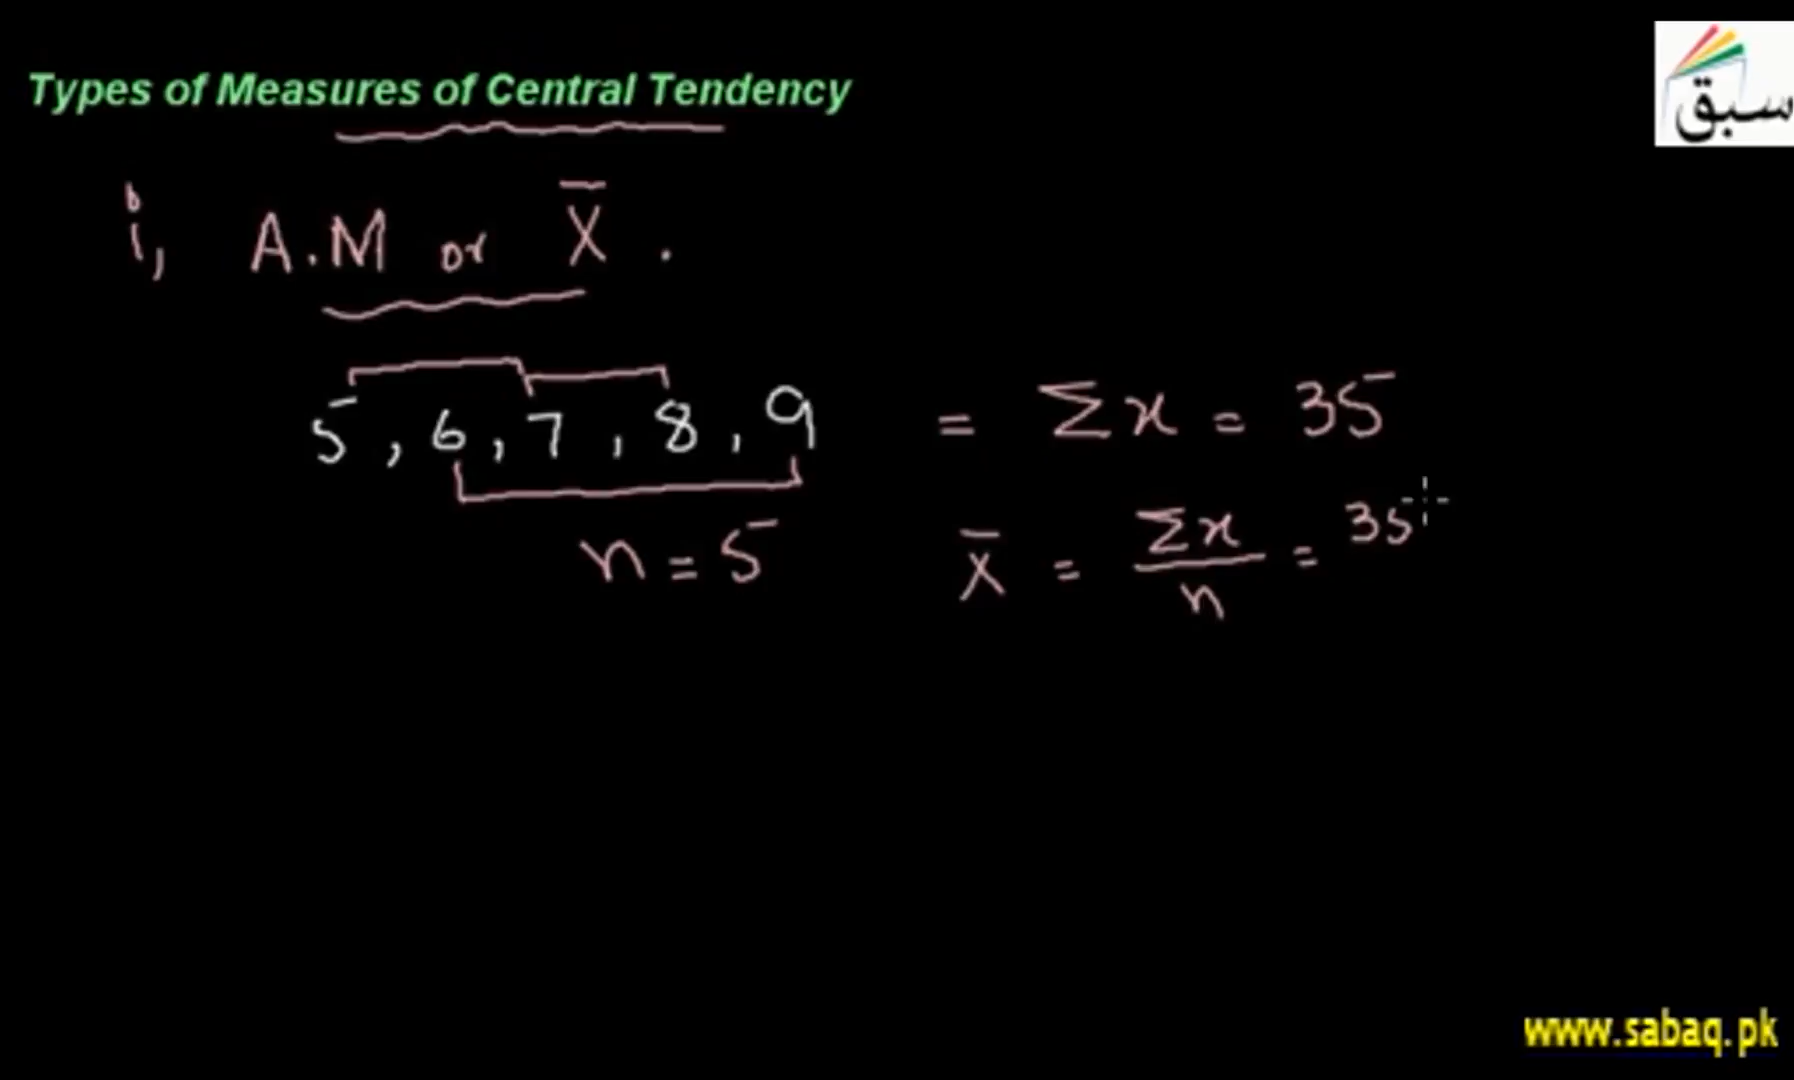 سبق
Types of Measures of Central Tendency
i, A.M or X̄ .
5, 6, 7, 8, 9 = Σx = 35
n = 5 X̄ = Σx/n = 35
www.sabaq.pk